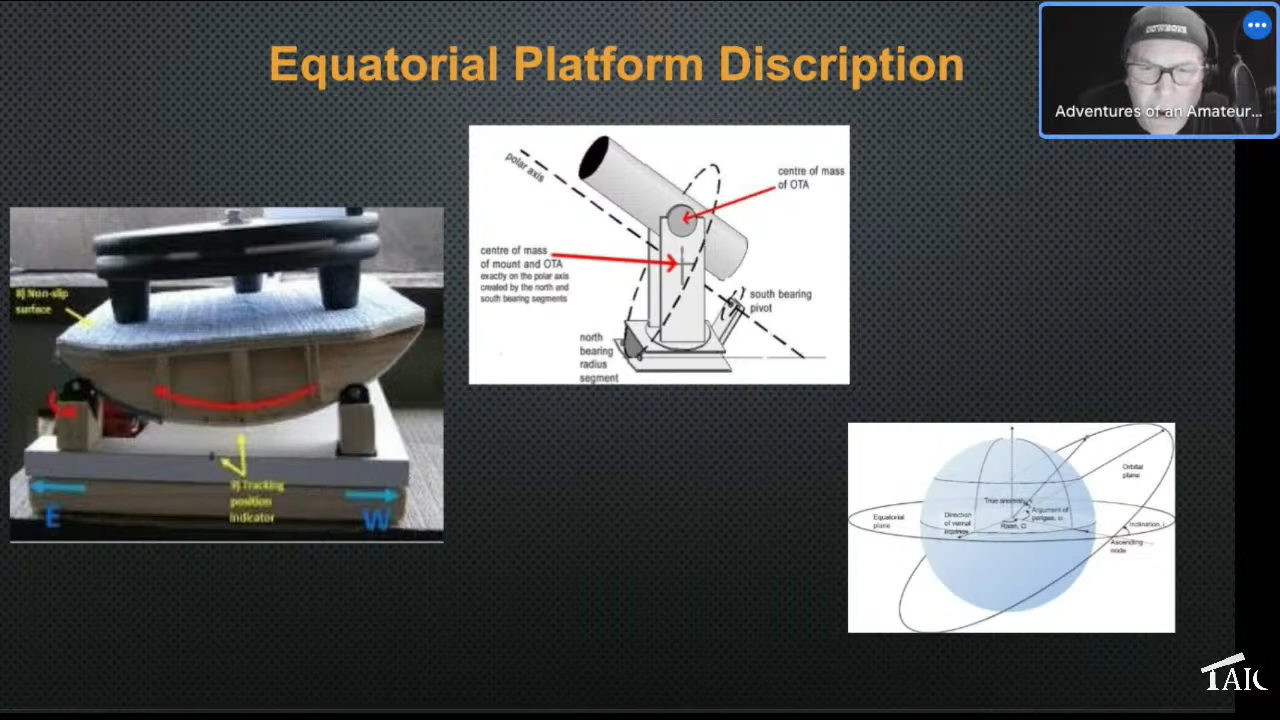 Equatorial Platform Discription
COWBOYS
Adventures of an Amateur...
8) Non-slip
surface
9) Tracking
position
indicator
E
W
polar axis
centre of mass
of OTA
centre of mass
of mount and OTA
exactly on the polar axis
created by the north and
south bearing segments
south bearing
pivot
north
bearing
radius
segment
Orbital
plane
True anomaly, ν
Equatorial
plane
Direction
of vernal
equinox
Argument of
perigee, ω
Raan, Ω
Inclination, i
Ascending
node
TAIC